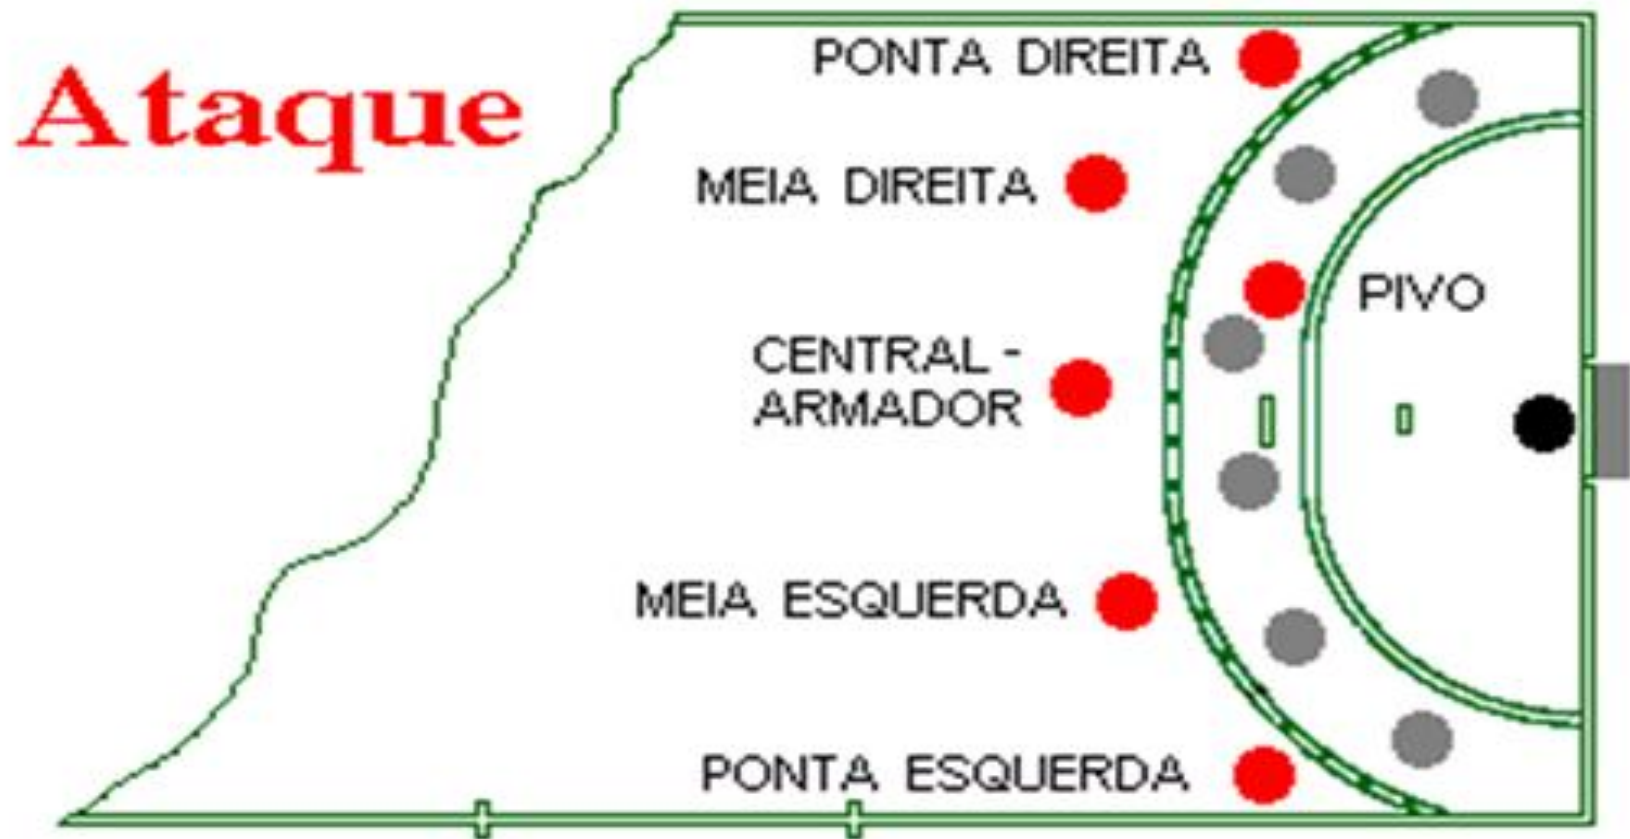 Ataque
PONTA DIREITA
MEIA DIREITA
PIVO
CENTRAL -
ARMADOR
MEIA ESQUERDA
PONTA ESQUERDA